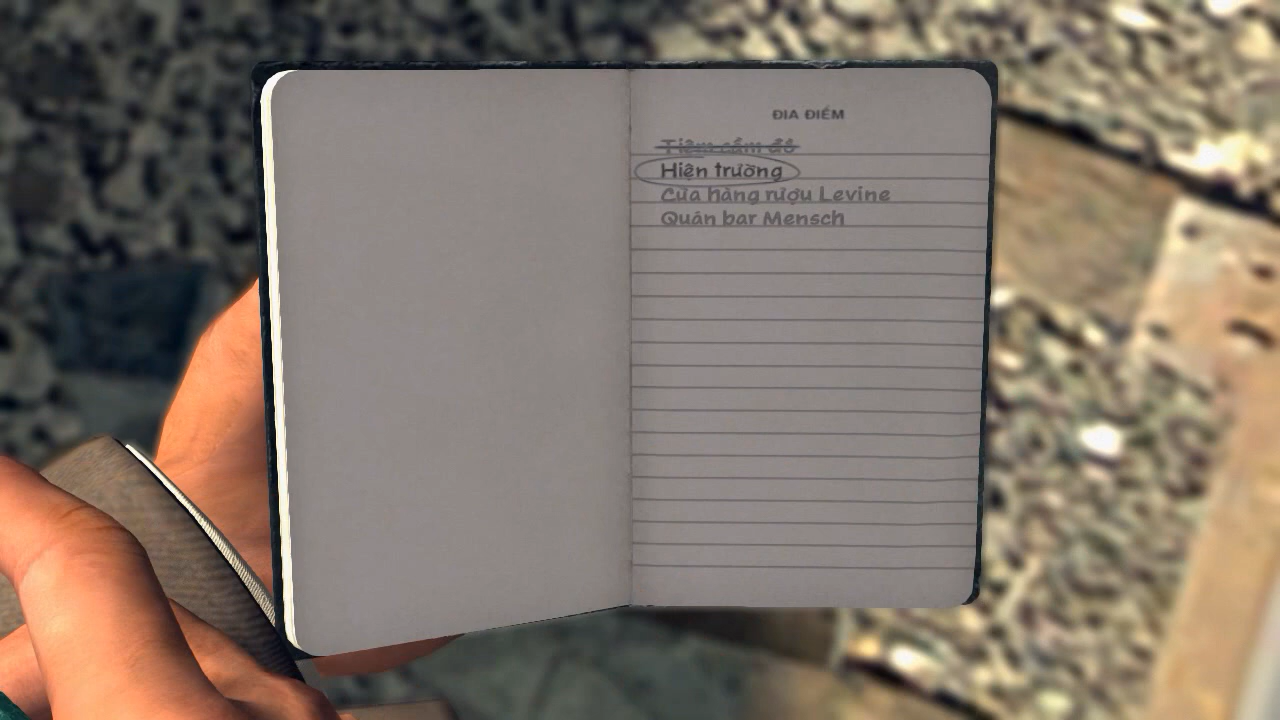 ĐỊA ĐIỂM
Tiệm cầm đồ
Hiện trường
Cửa hàng rượu Levine
Quán bar Mensch